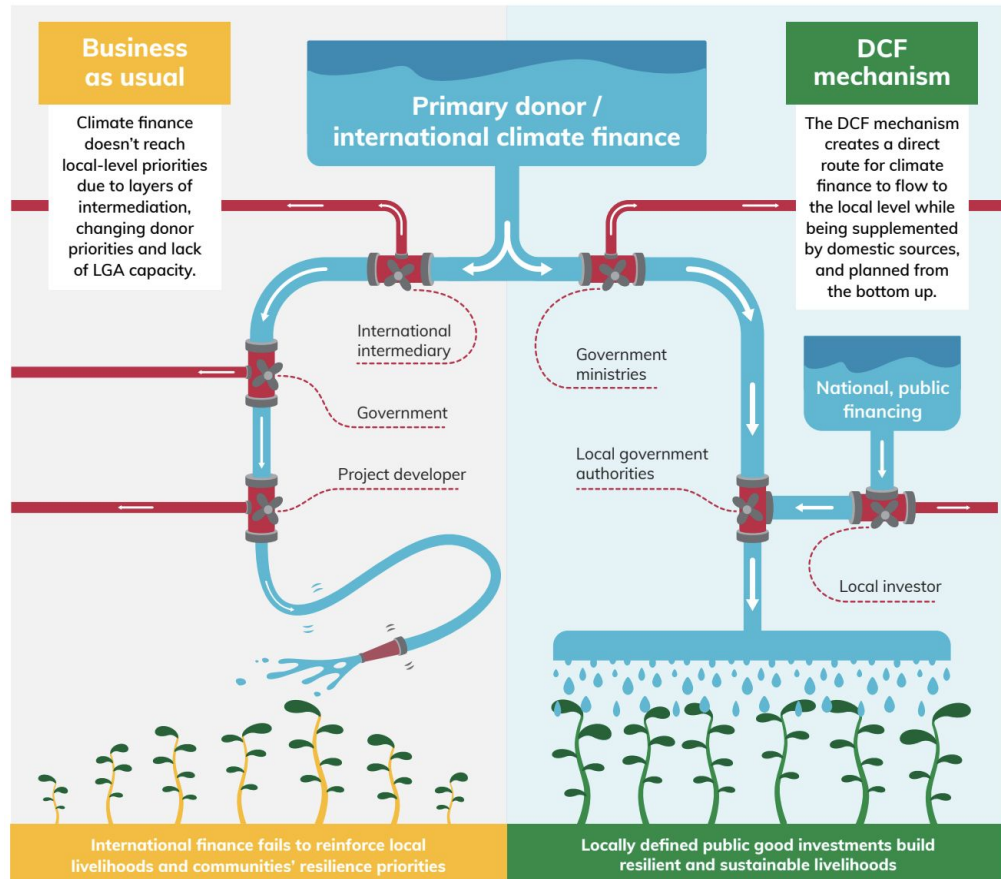 Business
as usual
Climate finance
doesn't reach
local-level priorities
due to layers of
intermediation,
changing donor
priorities and lack
of LGA capacity.
Primary donor /
international climate finance
DCF
mechanism
The DCF mechanism
creates a direct
route for climate
finance to flow to
the local level while
being supplemented
by domestic sources,
and planned from
the bottom up.
International
intermediary
Government
Project developer
Government
ministries
National, public
financing
Local government
authorities
Local investor
International finance fails to reinforce local
livelihoods and communities' resilience priorities
Locally defined public good investments build
resilient and sustainable livelihoods